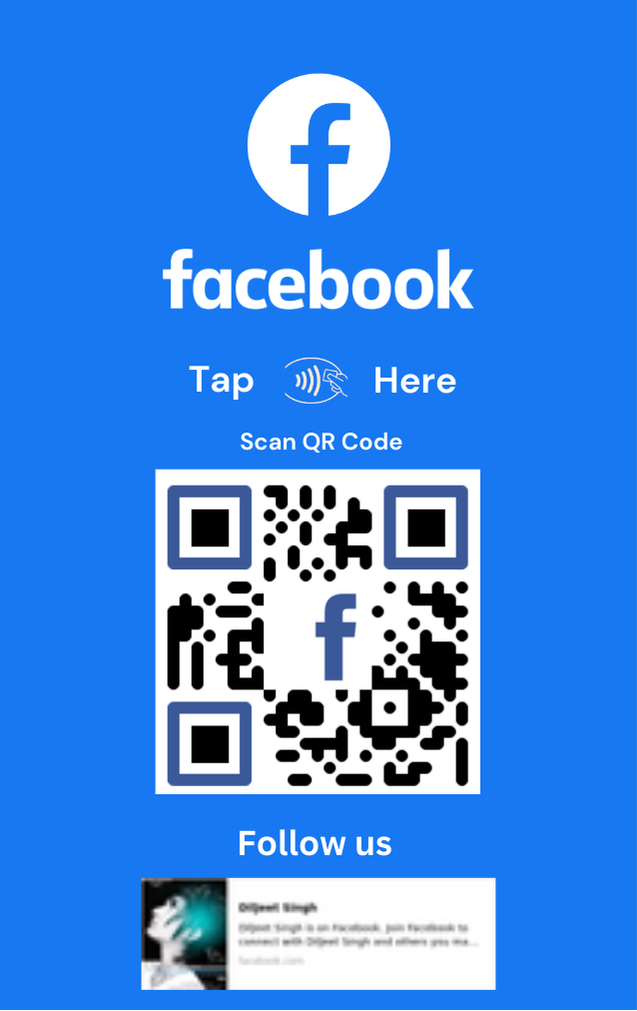 facebook
Tap Here
Scan QR Code
Follow us
Diljeet Singh
Diljeet Singh is on Facebook. Join Facebook to
connect with Diljeet Singh and others you ma...
facebook.com